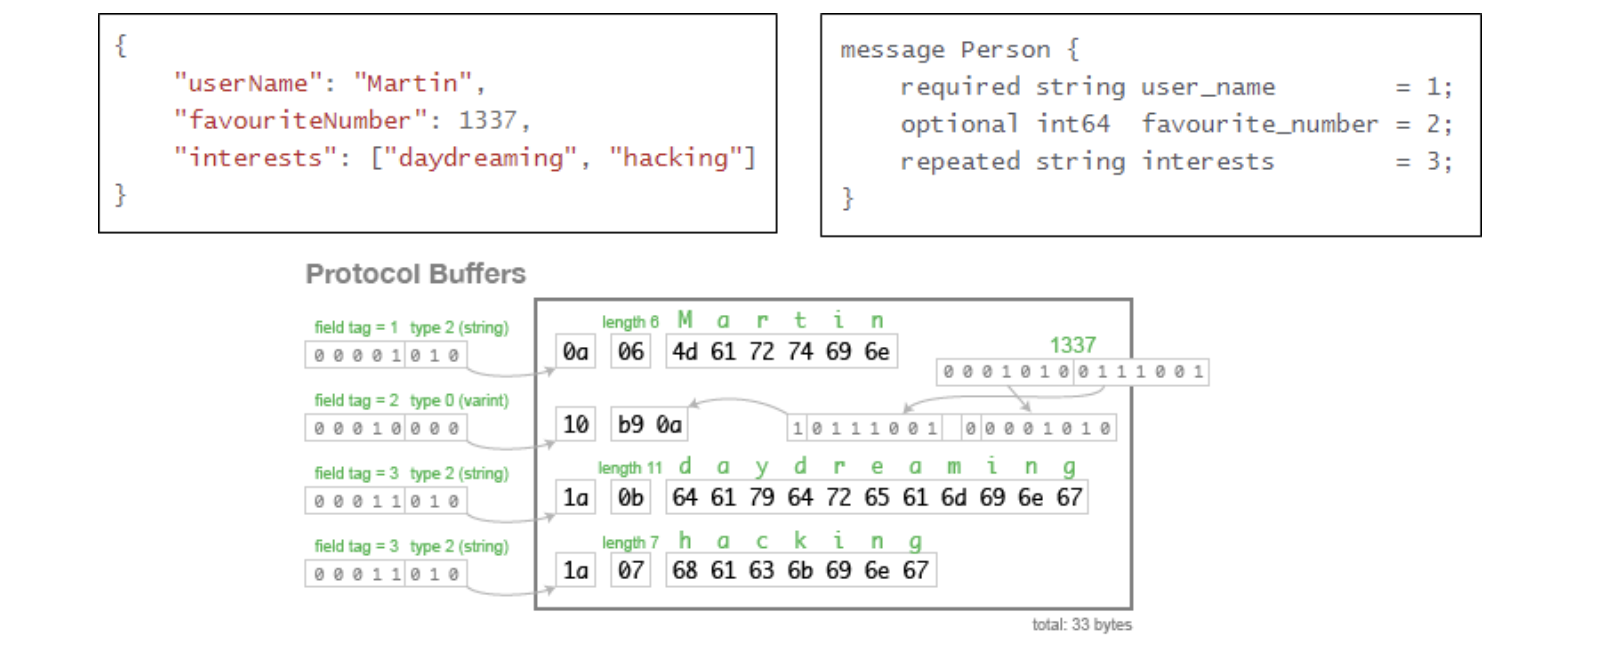 {
"userName": "Martin",
"favouriteNumber": 1337,
"interests": ["daydreaming", "hacking"]
}
message Person {
required string user_name = 1;
optional int64 favourite_number = 2;
repeated string interests = 3;
}
Protocol Buffers
field tag = 1 type 2 (string)
length 6 M a r t i n
0 0 0 0 1 0 1 0
0a 06 4d 61 72 74 69 6e
1337
0 0 0 1 0 1 0 0 1 1 1 0 0 1
field tag = 2 type 0 (varint)
0 0 0 1 0 0 0 0
10 b9 0a
1 0 1 1 1 0 0 1 0 0 0 0 1 0 1 0
field tag = 3 type 2 (string)
length 11 d a y d r e a m i n g
0 0 0 1 1 0 1 0
1a 0b 64 61 79 64 72 65 61 6d 69 6e 67
field tag = 3 type 2 (string)
length 7 h a c k i n g
0 0 0 1 1 0 1 0
1a 07 68 61 63 6b 69 6e 67
total: 33 bytes